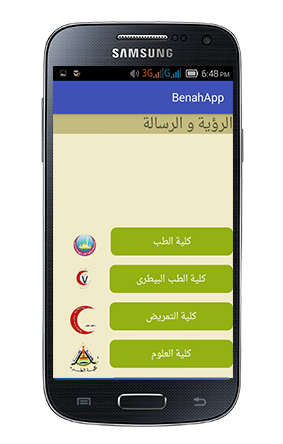 SAMSUNG
3G G 6:48 PM
BenahApp
الرؤية و الرسالة
كلية الطب
كلية الطب البيطرى
كلية التمريض
كلية العلوم